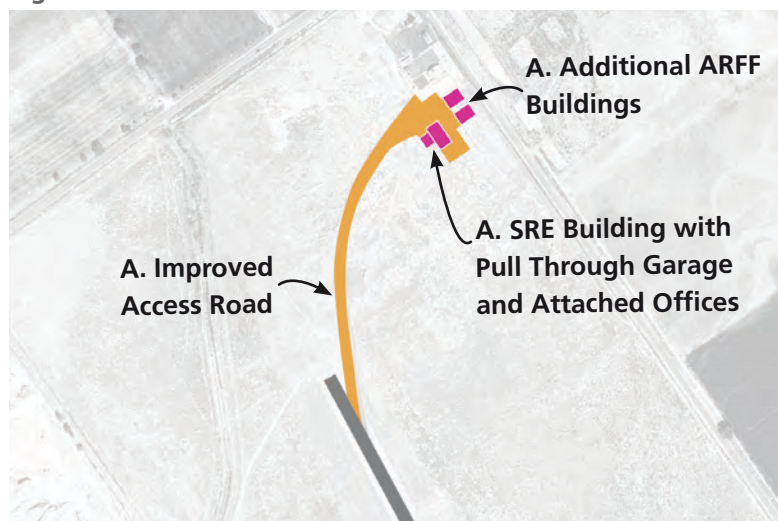 A. Additional ARFF
Buildings
A. SRE Building with
Pull Through Garage
and Attached Offices
A. Improved
Access Road